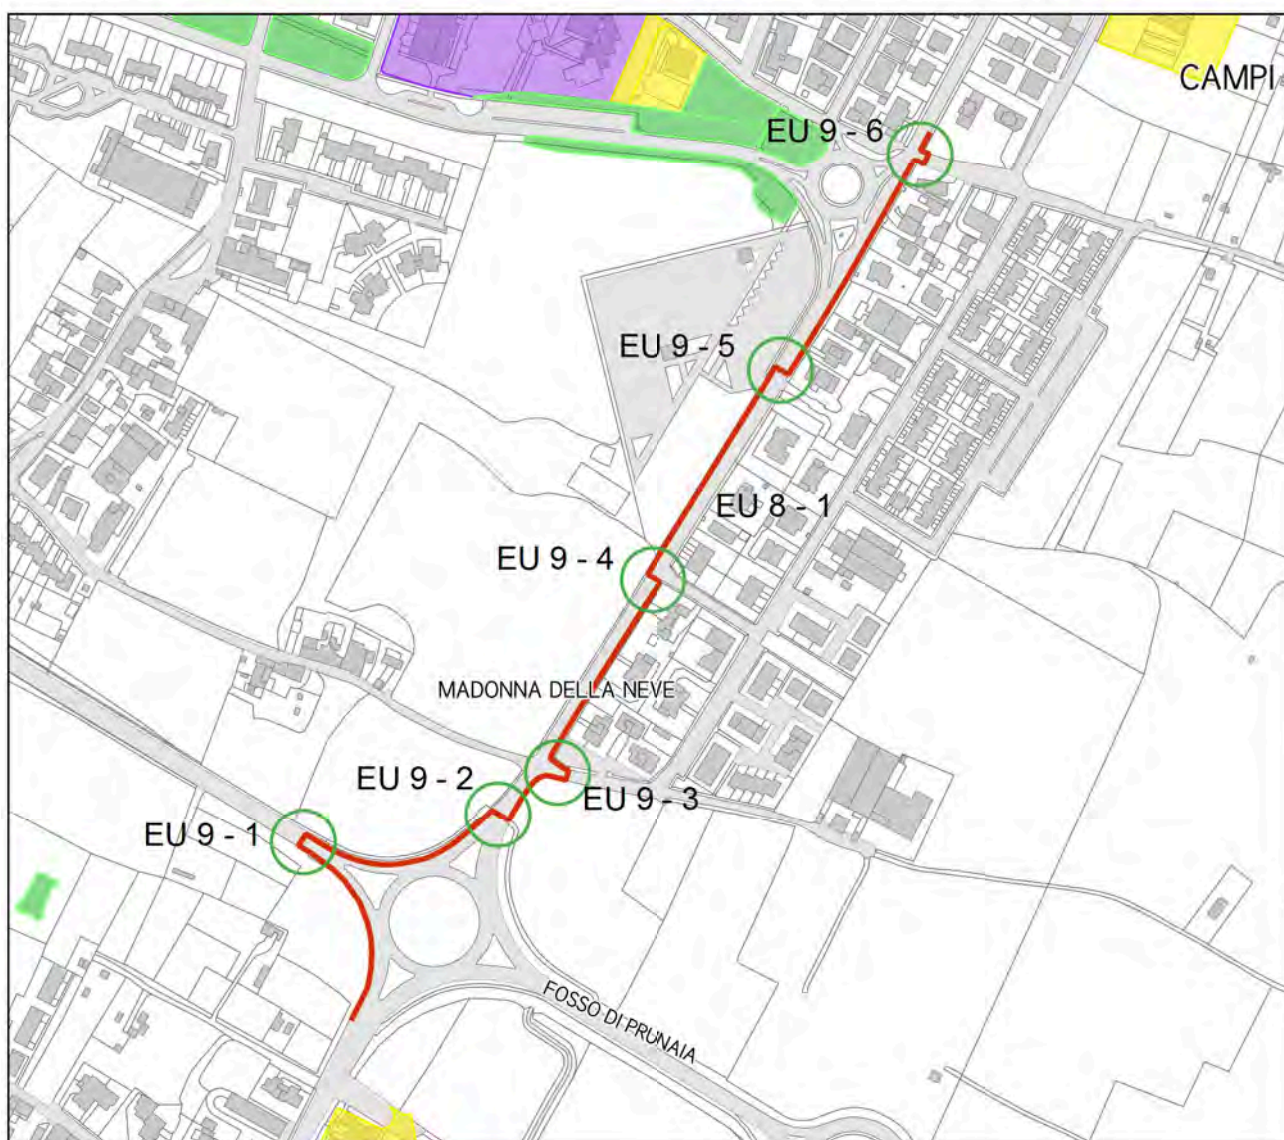 CAMPI
EU 9 - 6
EU 9 - 5
EU 8 - 1
EU 9 - 4
MADONNA DELLA NEVE
EU 9 - 2
EU 9 - 3
EU 9 - 1
FOSSO DI PRUNAIA